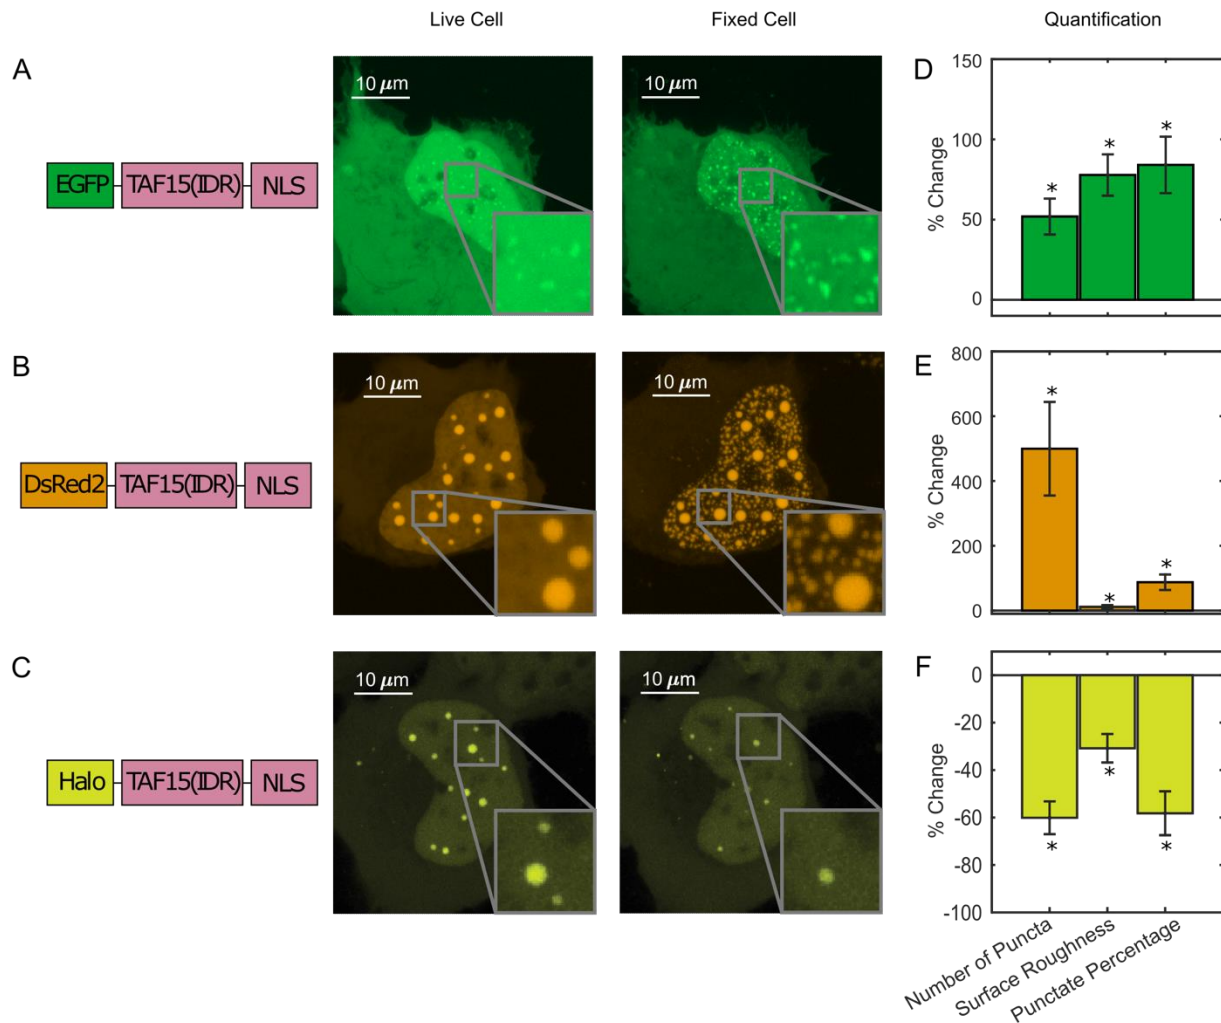 Live Cell
Fixed Cell
Quantification
A
EGFP
TAF15(IDR)
NLS
10 μm
10 μm
D
% Change
150
100
50
0
*
*
*
B
DsRed2
TAF15(IDR)
NLS
10 μm
10 μm
E
% Change
800
600
400
200
0
*
*
*
C
Halo
TAF15(IDR)
NLS
10 μm
10 μm
F
% Change
0
-20
-40
-60
-80
-100
*
*
*
Number of Puncta
Surface Roughness
Punctate Percentage